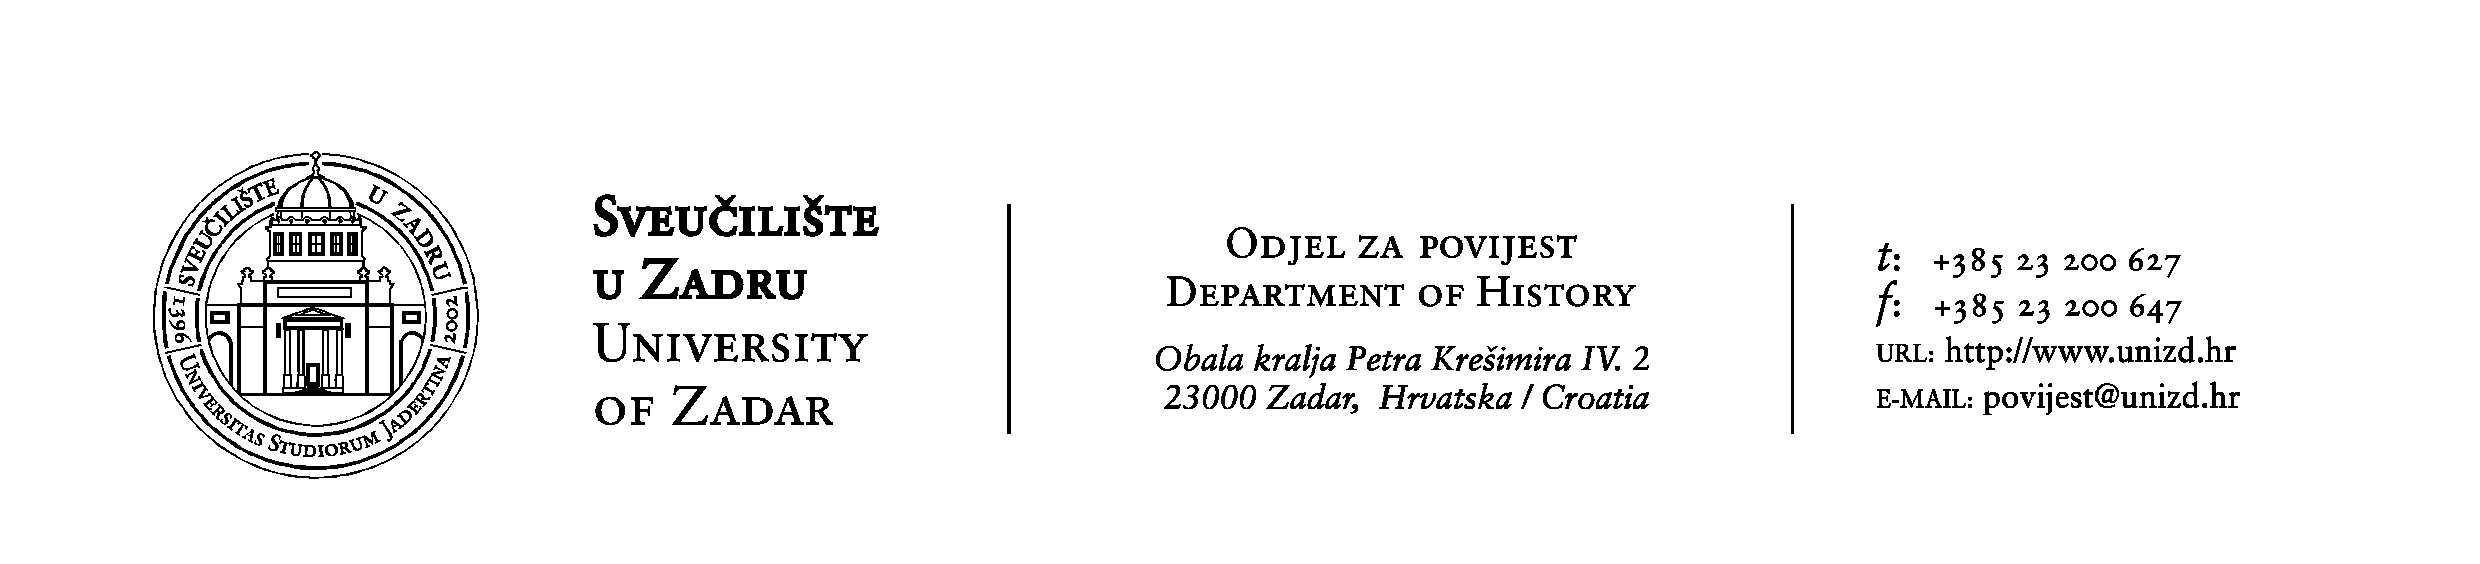 SVEUČILIŠTE U ZADRU
1396
2002
UNIVERSITAS STUDIORUM JADERTINA
SVEUČILIŠTE
U ZADRU
UNIVERSITY
OF ZADAR
ODJEL ZA POVIJEST
DEPARTMENT OF HISTORY
Obala kralja Petra Krešimira IV. 2
23000 Zadar, Hrvatska / Croatia
t: +385 23 200 627
f: +385 23 200 647
URL: http://www.unizd.hr
E-MAIL: povijest@unizd.hr